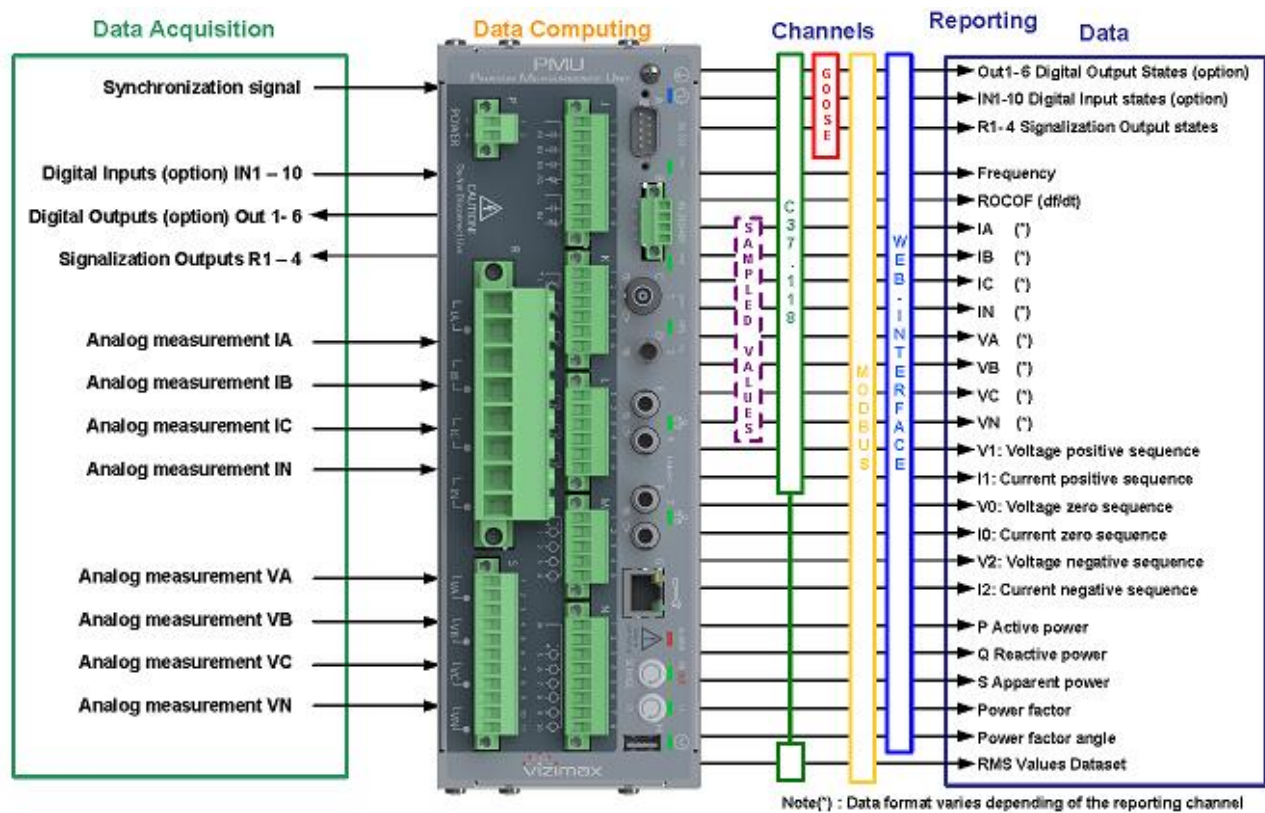 Data Acquisition
Data Computing
Channels
Reporting
Data
Synchronization signal
Digital Inputs (option) IN1 – 10
Digital Outputs (option) Out 1- 6
Signalization Outputs R1 – 4
Analog measurement IA
Analog measurement IB
Analog measurement IC
Analog measurement IN
Analog measurement VA
Analog measurement VB
Analog measurement VC
Analog measurement VN
PMU
Phasor Measurement Unit
POWER
P
J
K
L
M
N
R
S
CAUTION!
vizimax
GOOSE
C37.118
SAMPLED VALUES
MODBUS
WEB-INTERFACE
Out1-6 Digital Output States (option)
IN1-10 Digital Input states (option)
R1-4 Signalization Output states
Frequency
ROCOF (df/dt)
IA (*)
IB (*)
IC (*)
IN (*)
VA (*)
VB (*)
VC (*)
VN (*)
V1: Voltage positive sequence
I1: Current positive sequence
V0: Voltage zero sequence
I0: Current zero sequence
V2: Voltage negative sequence
I2: Current negative sequence
P Active power
Q Reactive power
S Apparent power
Power factor
Power factor angle
RMS Values Dataset
Note(*) : Data format varies depending of the reporting channel